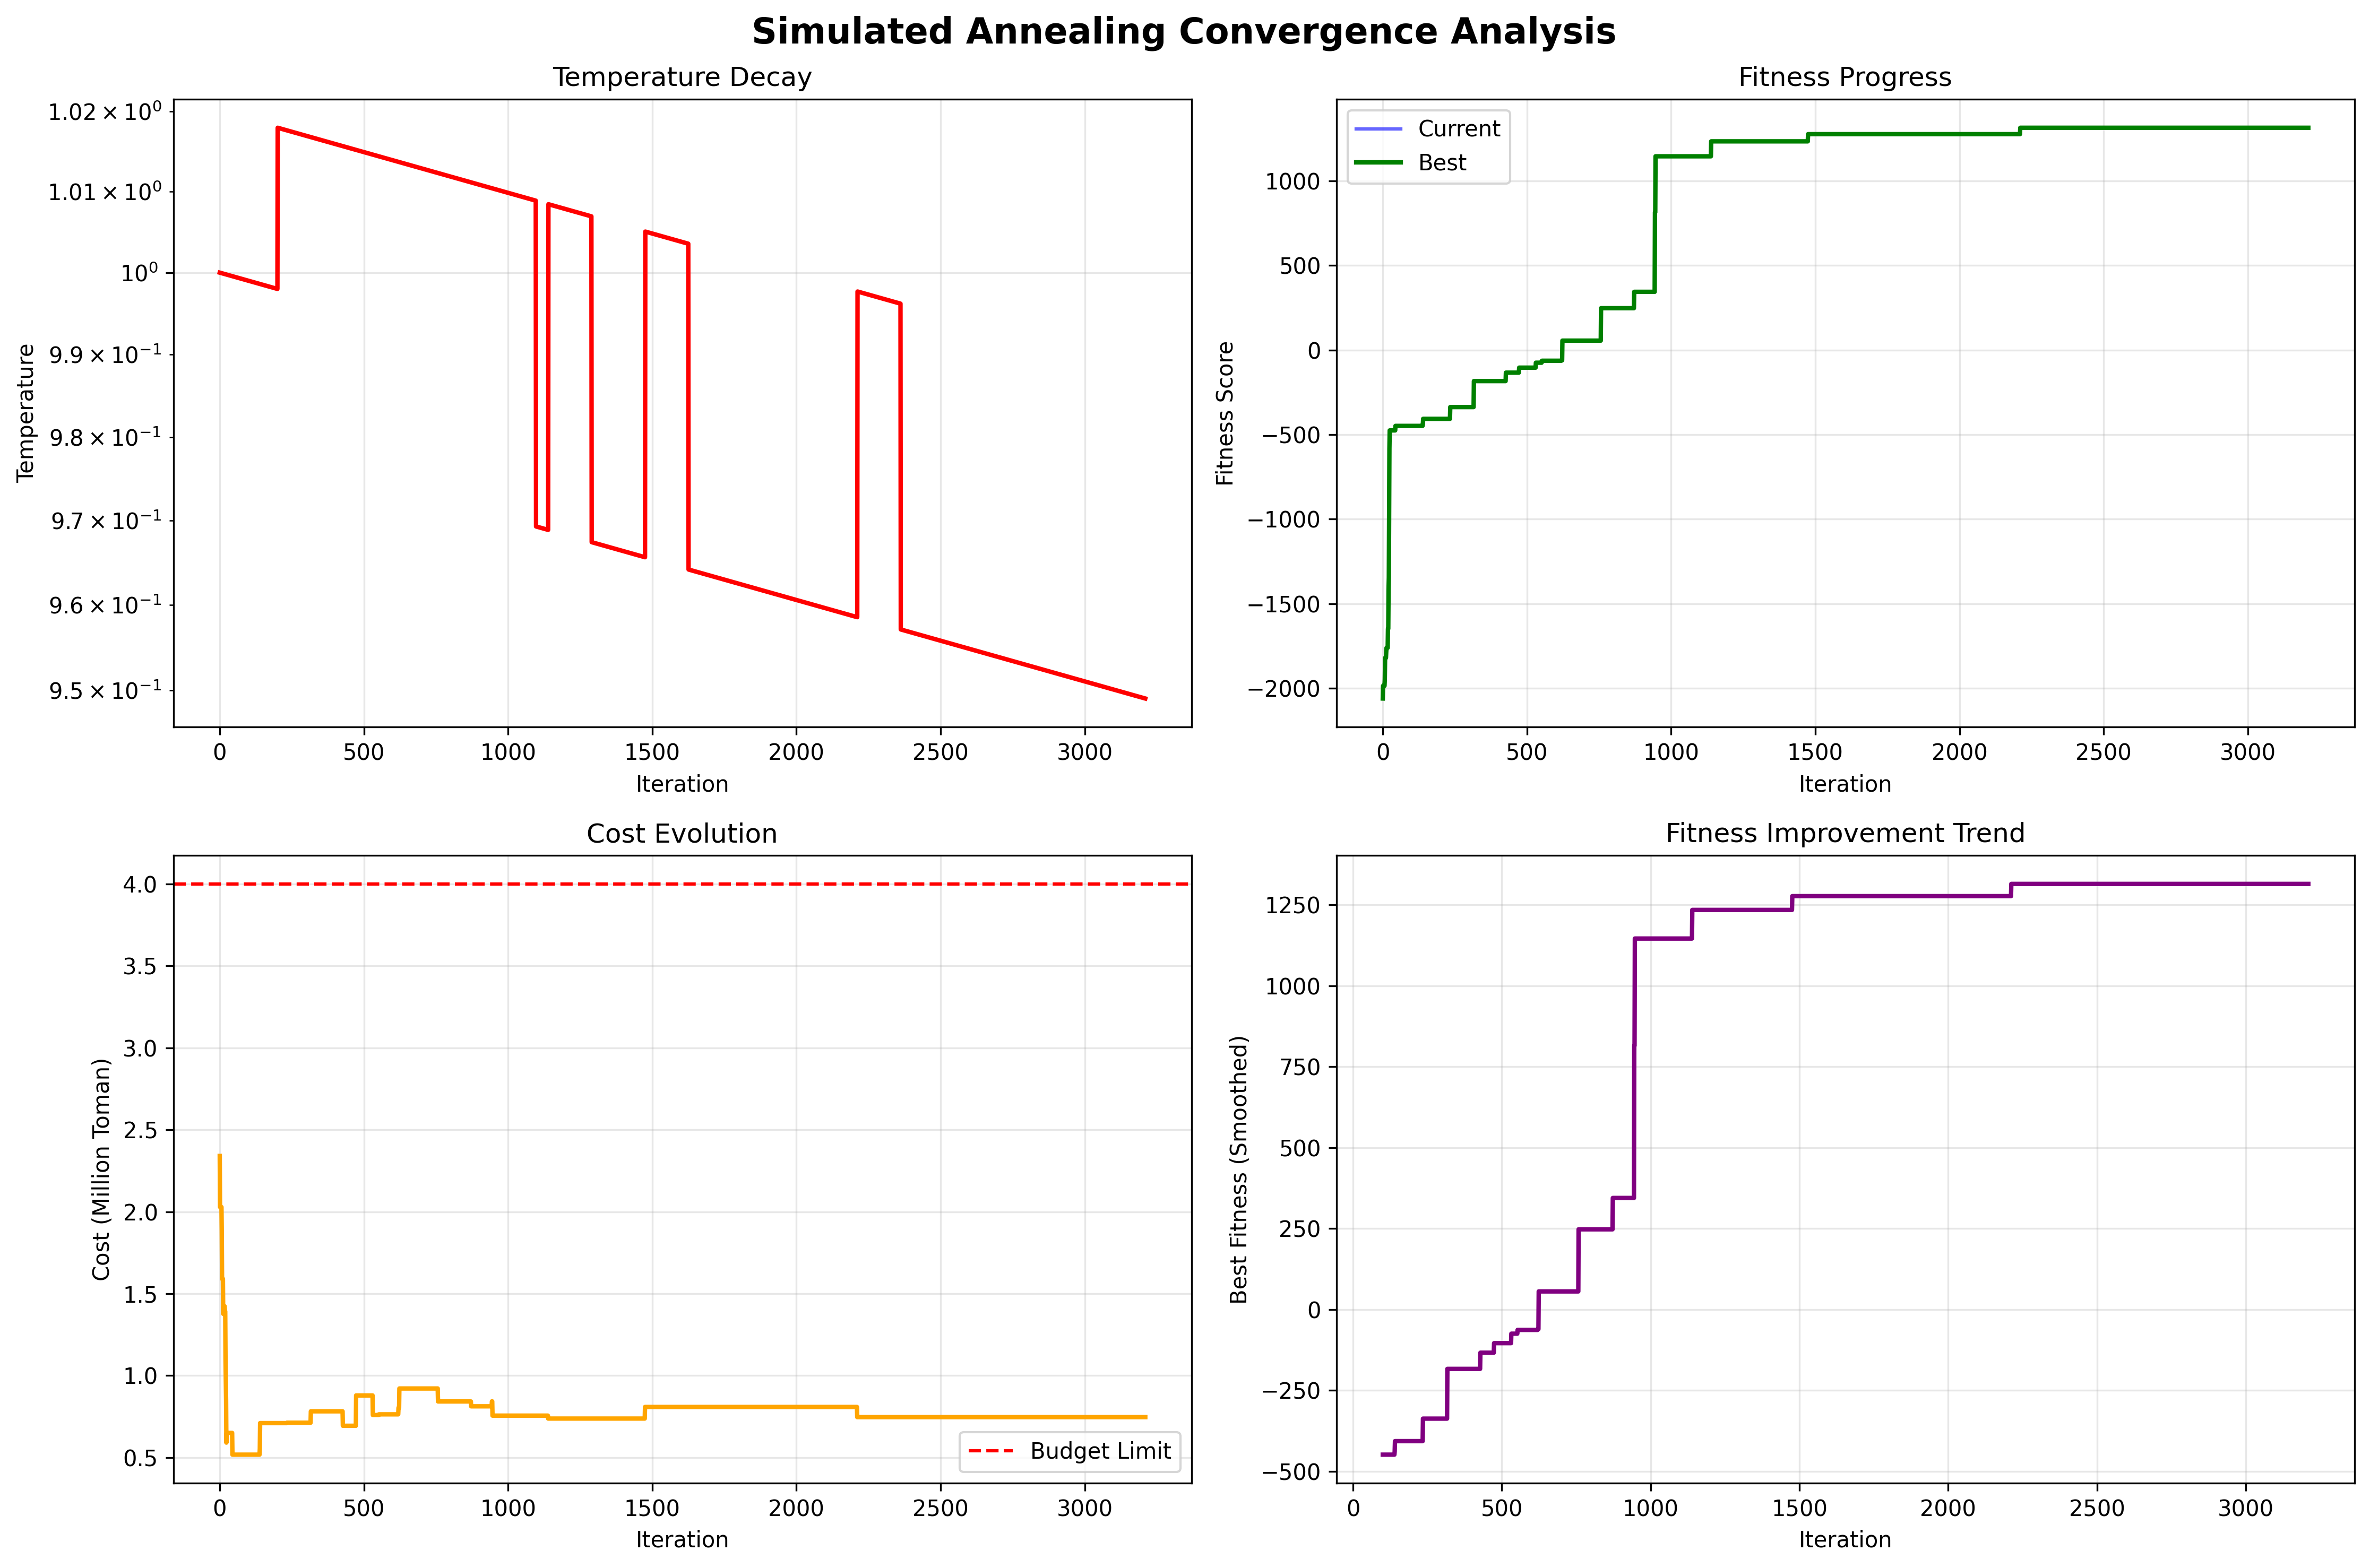 Simulated Annealing Convergence Analysis
Temperature Decay
1.02 × 10⁰
1.01 × 10⁰
10⁰
9.9 × 10⁻¹
9.8 × 10⁻¹
9.7 × 10⁻¹
9.6 × 10⁻¹
9.5 × 10⁻¹
Temperature
0 500 1000 1500 2000 2500 3000
Iteration
Fitness Progress
Current
Best
1000
500
0
−500
−1000
−1500
−2000
Fitness Score
0 500 1000 1500 2000 2500 3000
Iteration
Cost Evolution
4.0
3.5
3.0
2.5
2.0
1.5
1.0
0.5
Cost (Million Toman)
Budget Limit
0 500 1000 1500 2000 2500 3000
Iteration
Fitness Improvement Trend
1250
1000
750
500
250
0
−250
−500
Best Fitness (Smoothed)
0 500 1000 1500 2000 2500 3000
Iteration